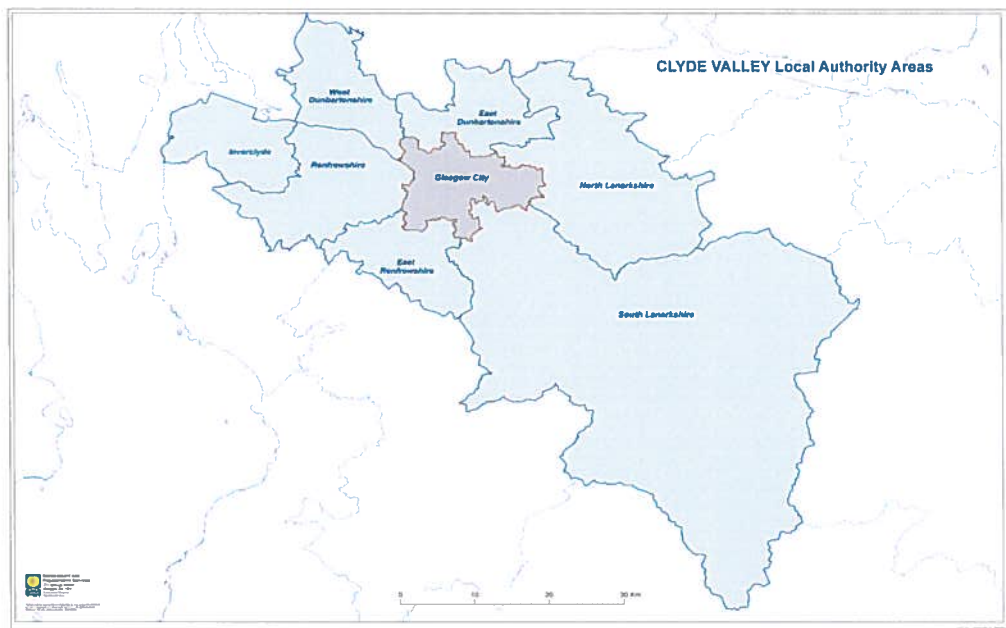 CLYDE VALLEY Local Authority Areas
West
Dunbartonshire
East
Dunbartonshire
Inverclyde
Renfrewshire
Glasgow City
North Lanarkshire
East
Renfrewshire
South Lanarkshire
5 10 20 30 Km